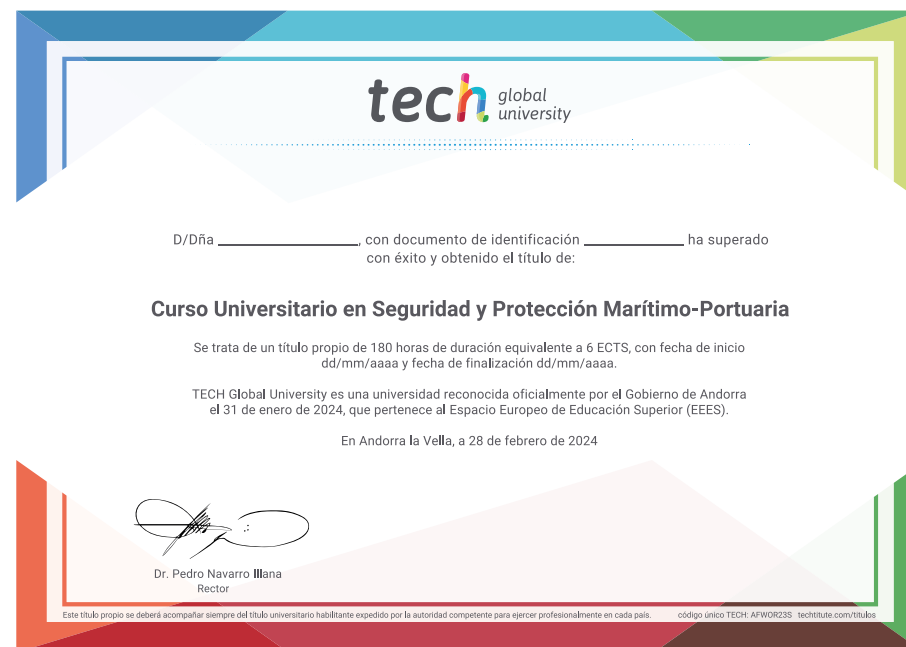 tech global university
D/Dña ____________________, con documento de identificación ______________ ha superado
con éxito y obtenido el título de:
Curso Universitario en Seguridad y Protección Marítimo-Portuaria
Se trata de un título propio de 180 horas de duración equivalente a 6 ECTS, con fecha de inicio
dd/mm/aaaa y fecha de finalización dd/mm/aaaa.
TECH Global University es una universidad reconocida oficialmente por el Gobierno de Andorra
el 31 de enero de 2024, que pertenece al Espacio Europeo de Educación Superior (EEES).
En Andorra la Vella, a 28 de febrero de 2024
Dr. Pedro Navarro Illana
Rector
Este título propio se deberá acompañar siempre del título universitario habilitante expedido por la autoridad competente para ejercer profesionalmente en cada país. código único TECH: AFWOR23S techtitute.com/titulos